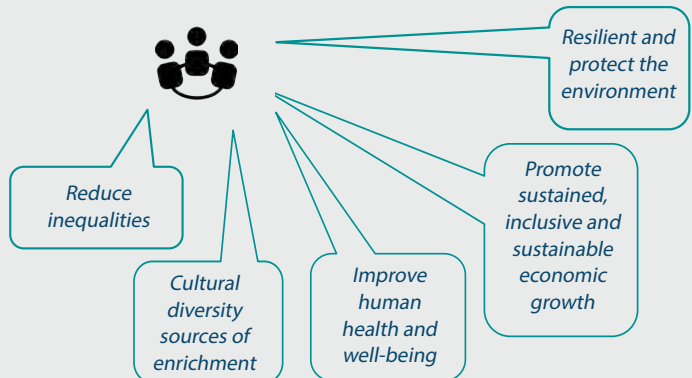 Resilient and
protect the
environment
Reduce
inequalities
Cultural
diversity
sources of
enrichment
Improve
human
health and
well-being
Promote
sustained,
inclusive and
sustainable
economic
growth